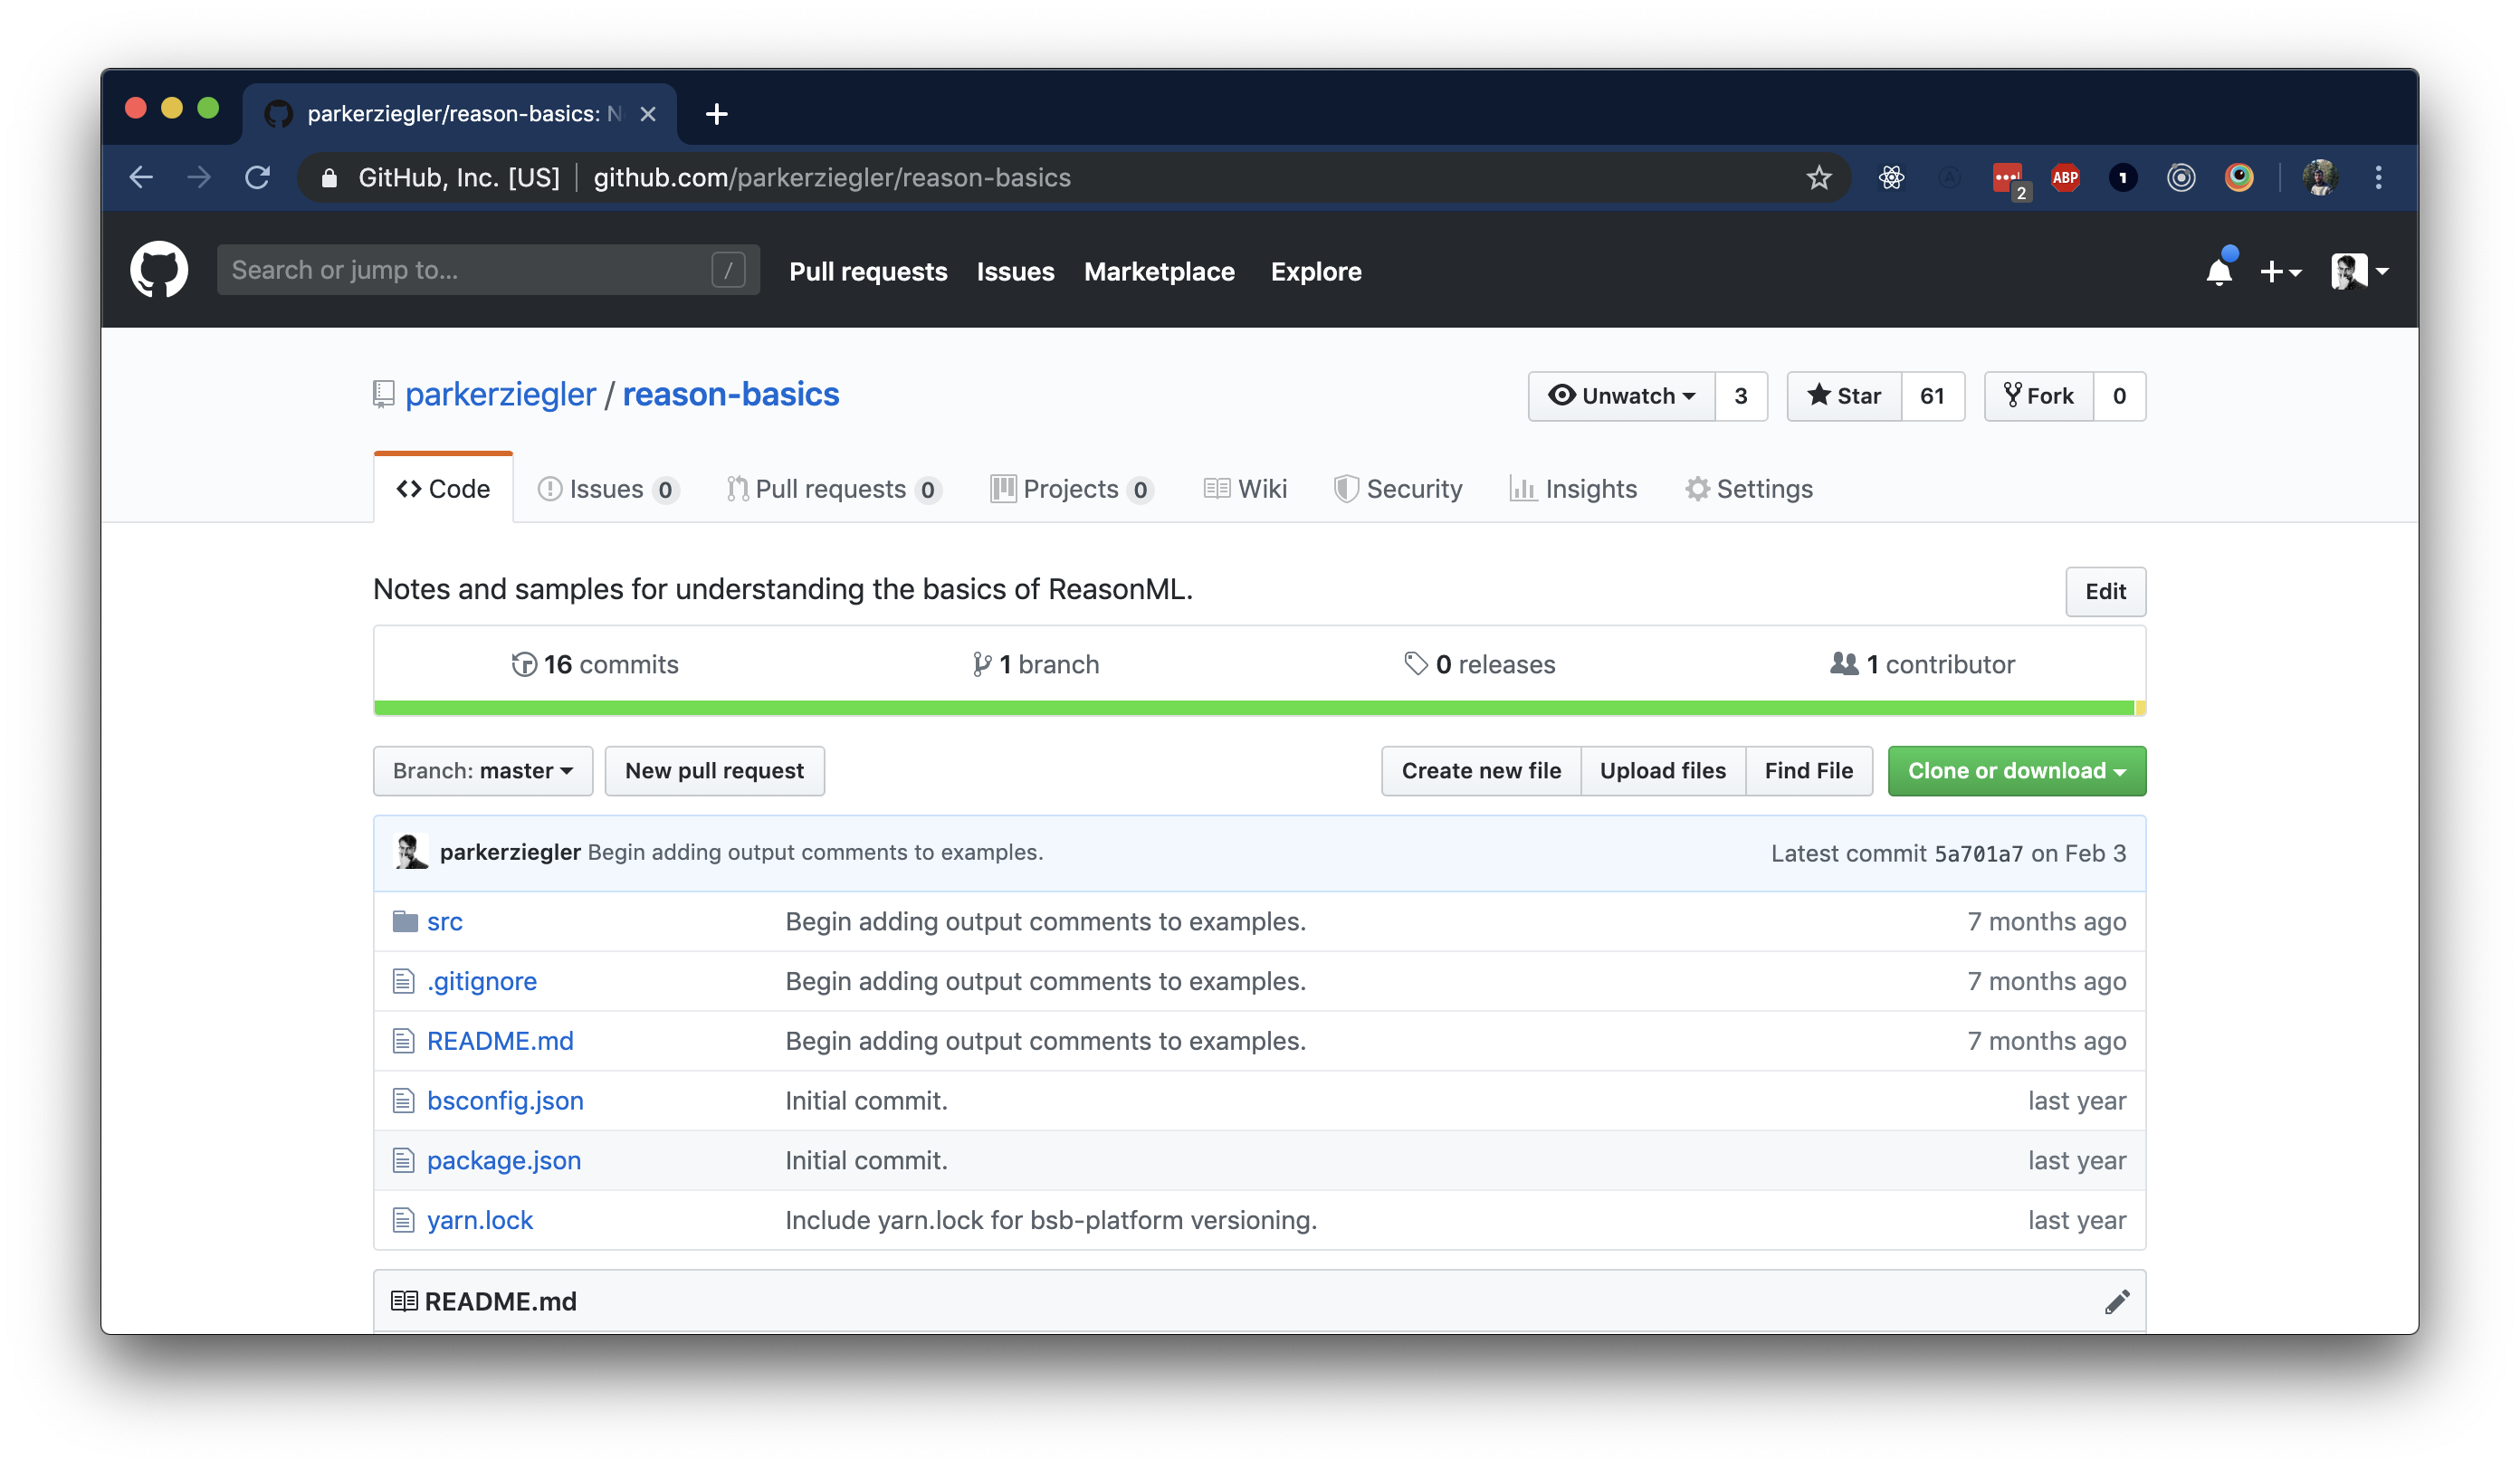 parkerziegler/reason-basics: N
GitHub, Inc. [US] github.com/parkerziegler/reason-basics
2 ABP 1
Search or jump to... / Pull requests Issues Marketplace Explore
parkerziegler / reason-basics Unwatch 3 Star 61 Fork 0
Code Issues 0 Pull requests 0 Projects 0 Wiki Security Insights Settings
Notes and samples for understanding the basics of ReasonML. Edit
16 commits 1 branch 0 releases 1 contributor
Branch: master New pull request Create new file Upload files Find File Clone or download
parkerziegler Begin adding output comments to examples. Latest commit 5a701a7 on Feb 3
src Begin adding output comments to examples. 7 months ago
.gitignore Begin adding output comments to examples. 7 months ago
README.md Begin adding output comments to examples. 7 months ago
bsconfig.json Initial commit. last year
package.json Initial commit. last year
yarn.lock Include yarn.lock for bsb-platform versioning. last year
README.md